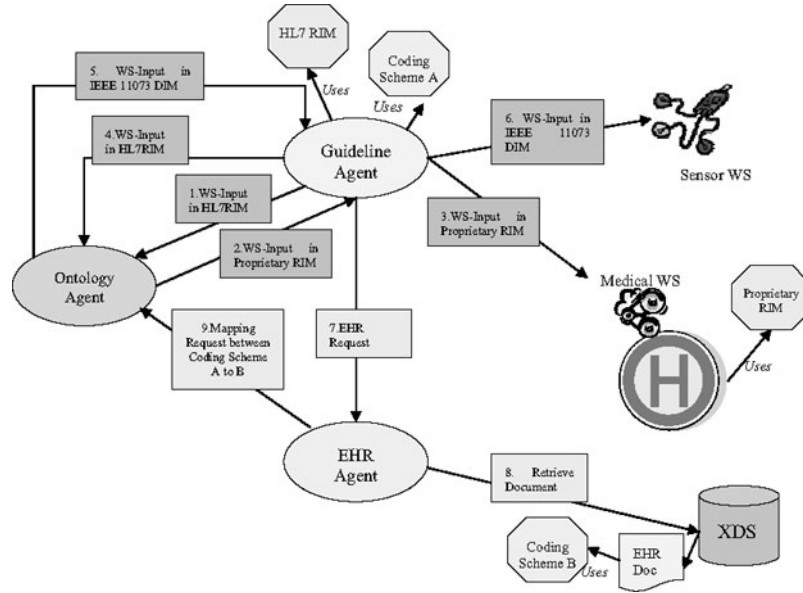 HL7 RIM
Coding
Scheme A
Uses
Uses
5. WS-Input in
IEEE 11073 DIM
4.WS-Input
in HL7RIM
Guideline
Agent
6. WS-Input in
IEEE 11073
DIM
Sensor WS
1.WS-Input
in HL7RIM
2.WS-Input in
Proprietary RIM
3.WS-Input in
Proprietary RIM
Ontology
Agent
Medical WS
Proprietary
RIM
Uses
H
9.Mapping
Request between
Coding Scheme
A to B
7.EHR
Request
EHR
Agent
8. Retrieve
Document
XDS
Coding
Scheme B
Uses
EHR
Doc